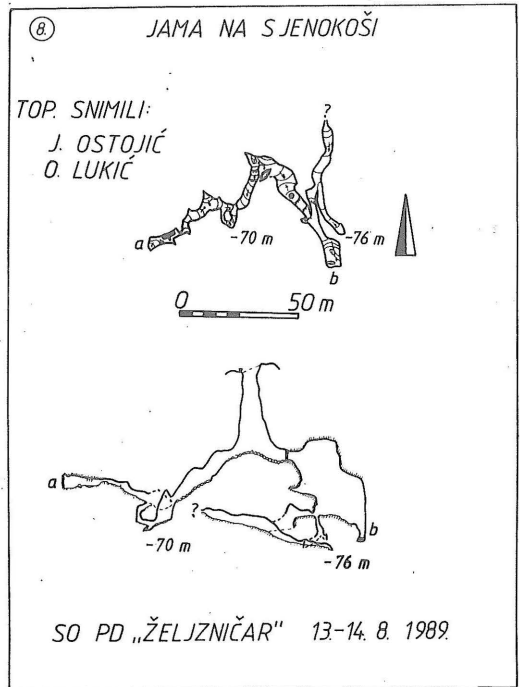 8.
JAMA NA SJENOKOŠI
TOP. SNIMILI:
J. OSTOJIĆ
O. LUKIĆ
?
a
-70 m
-76 m
b
0 50 m
a
?
-70 m
b
-76 m
SO PD „ŽELJZNIČAR" 13.-14. 8. 1989.